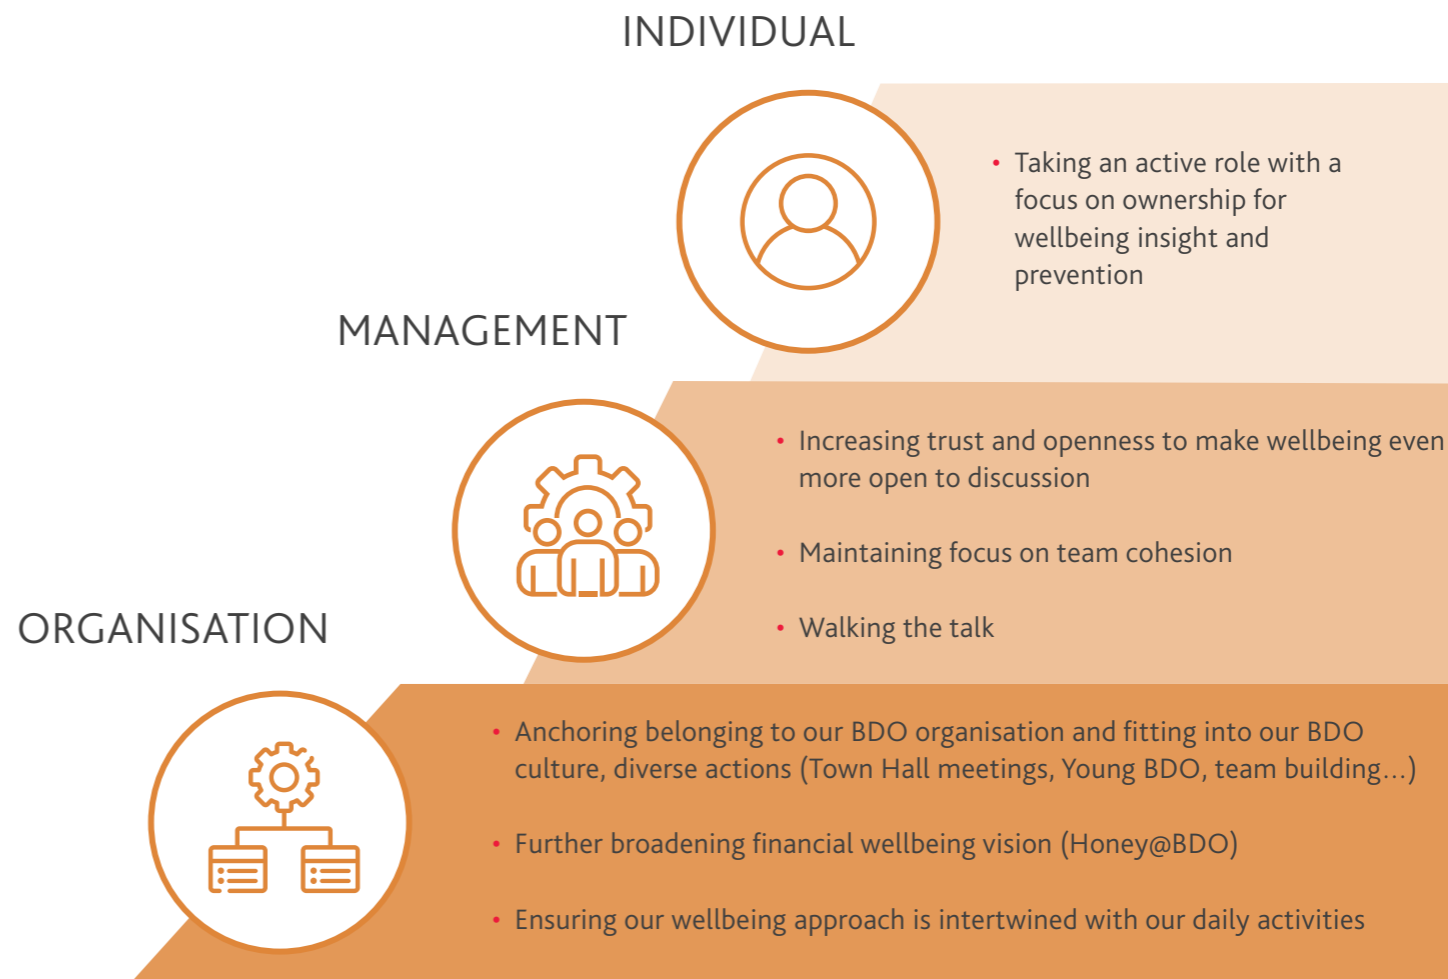 INDIVIDUAL
• Taking an active role with a
focus on ownership for
wellbeing insight and
prevention
MANAGEMENT
• Increasing trust and openness to make wellbeing even
more open to discussion
• Maintaining focus on team cohesion
• Walking the talk
ORGANISATION
• Anchoring belonging to our BDO organisation and fitting into our BDO
culture, diverse actions (Town Hall meetings, Young BDO, team building...)
• Further broadening financial wellbeing vision (Honey@BDO)
• Ensuring our wellbeing approach is intertwined with our daily activities